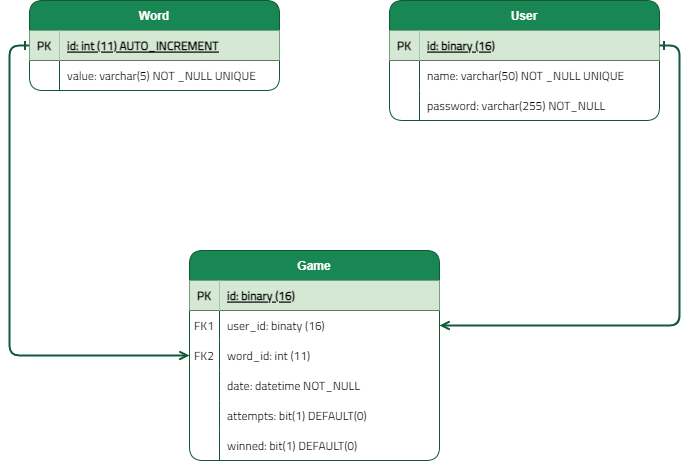 Word
PK id: int (11) AUTO_INCREMENT
value: varchar(5) NOT _NULL UNIQUE
User
PK id: binary (16)
name: varchar(50) NOT _NULL UNIQUE
password: varchar(255) NOT_NULL
Game
PK id: binary (16)
FK1 user_id: binaty (16)
FK2 word_id: int (11)
date: datetime NOT_NULL
attempts: bit(1) DEFAULT(0)
winned: bit(1) DEFAULT(0)